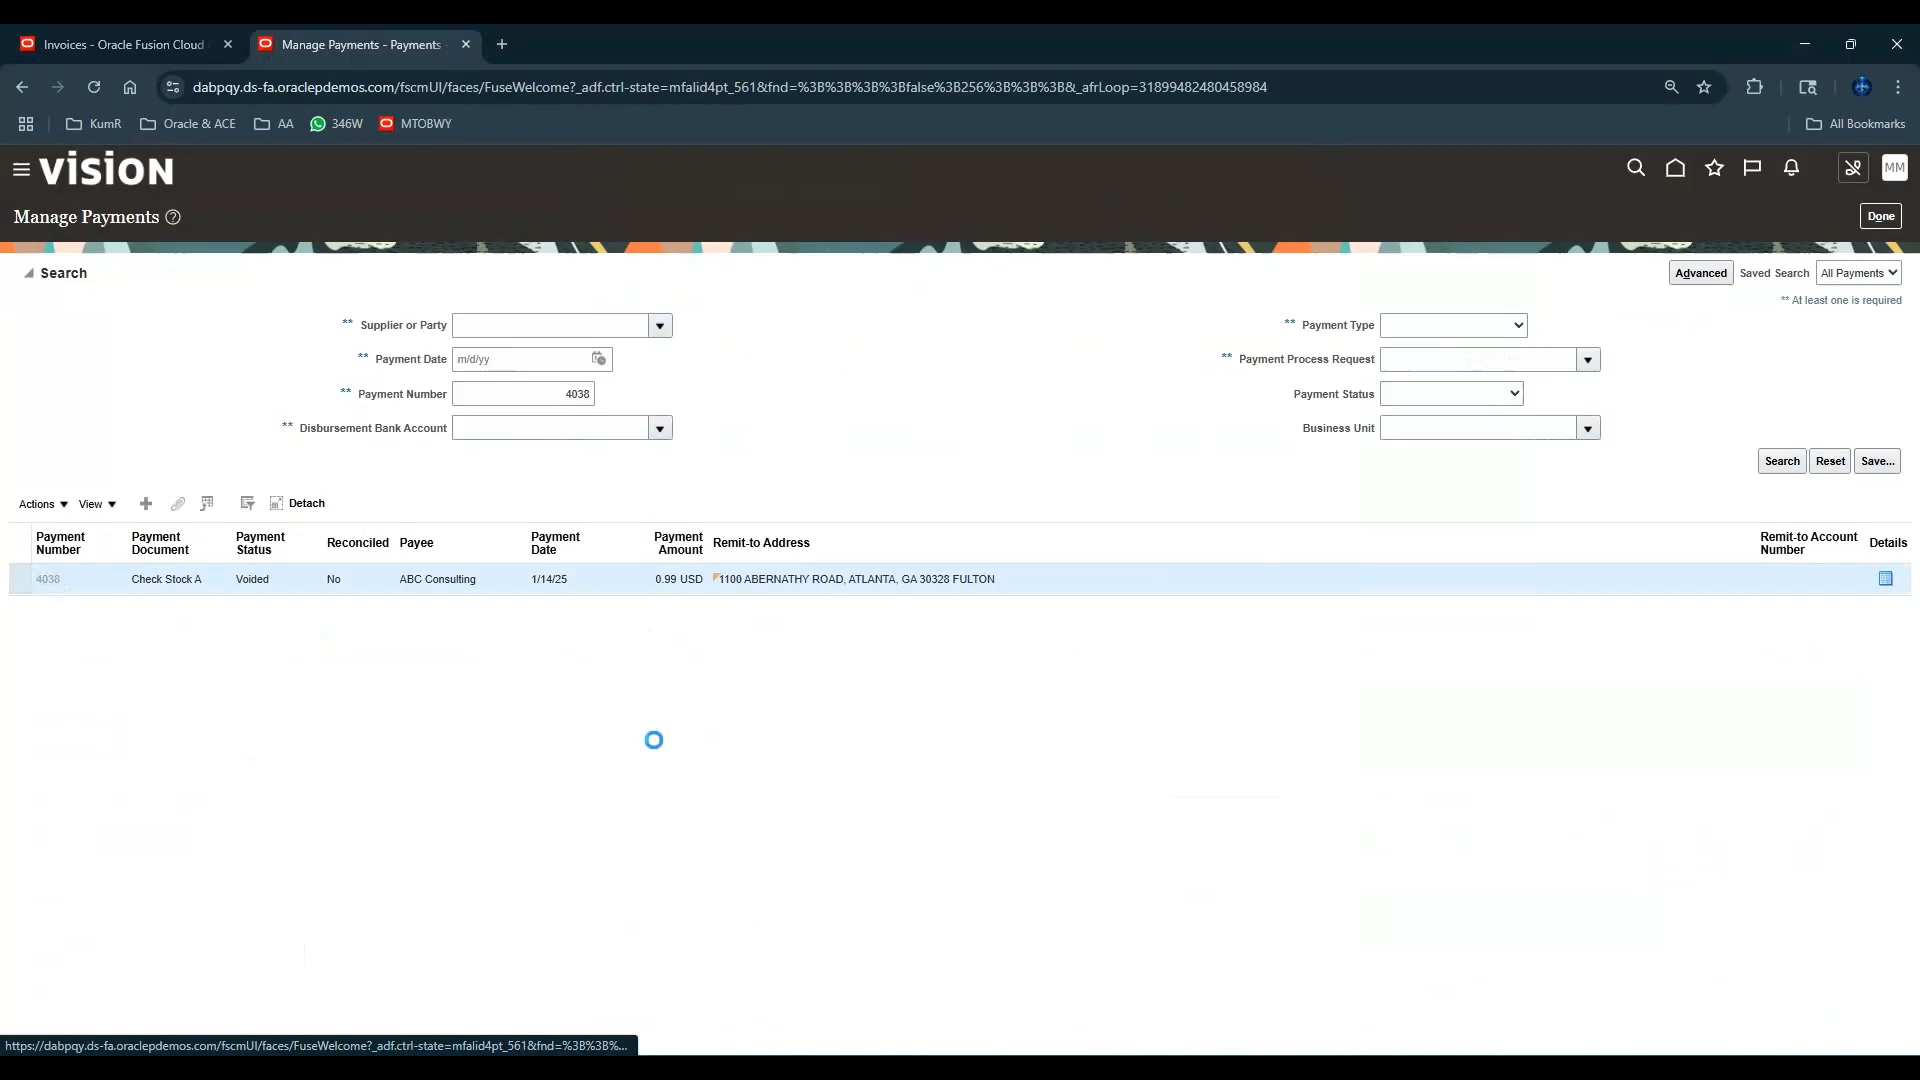 Invoices - Oracle Fusion Cloud
Manage Payments - Payments
dabpqy.ds-fa.oraclepdemos.com/fscmUI/faces/FuseWelcome?_adf.ctrl-state=mfalid4pt_561&fnd=%3B%3B%3B%3Bfalse%3B256%3B%3B%3B&_afrLoop=31899482480458984
KumR
Oracle & ACE
AA
346W
MTOBWY
All Bookmarks
vision
MM
Manage Payments
Done
Search
Advanced Saved Search All Payments
** At least one is required
** Supplier or Party
** Payment Type
** Payment Date m/d/yy
** Payment Process Request
** Payment Number 4038
Payment Status
** Disbursement Bank Account
Business Unit
Search Reset Save...
Actions View Detach
Payment Number Payment Document Payment Status Reconciled Payee Payment Date Payment Amount Remit-to Address Remit-to Account Number Details
4038 Check Stock A Voided No ABC Consulting 1/14/25 0.99 USD 1100 ABERNATHY ROAD, ATLANTA, GA 30328 FULTON
https://dabpqy.ds-fa.oraclepdemos.com/fscmUI/faces/FuseWelcome?_adf.ctrl-state=mfalid4pt_561&fnd=%3B%3B%...